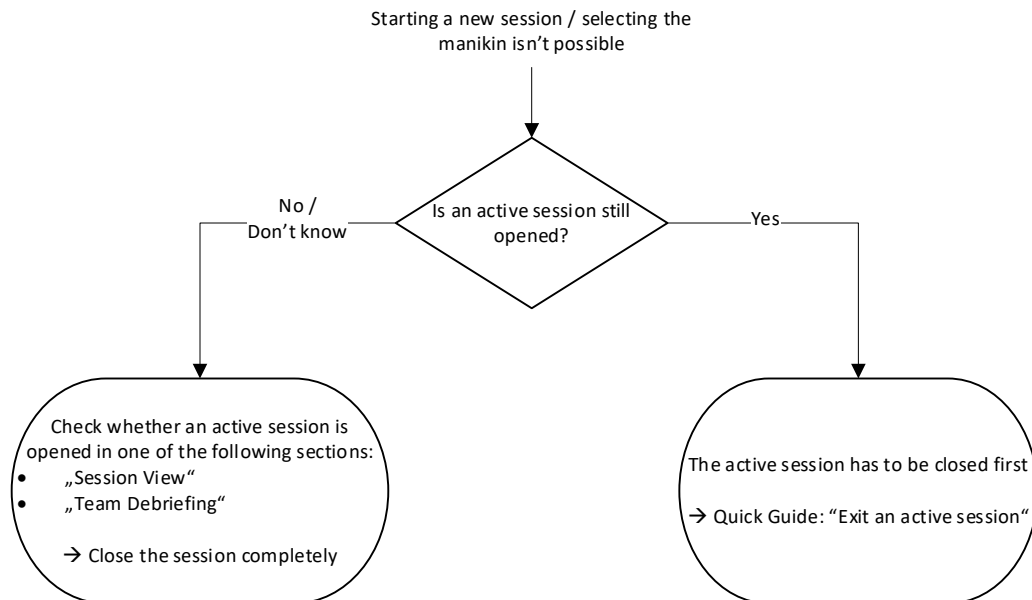 Starting a new session / selecting the
manikin isn’t possible
Is an active session still
opened?
No /
Don’t know
Yes
Check whether an active session is
opened in one of the following sections:
• „Session View“
• „Team Debriefing“
→ Close the session completely
The active session has to be closed first
→ Quick Guide: “Exit an active session“